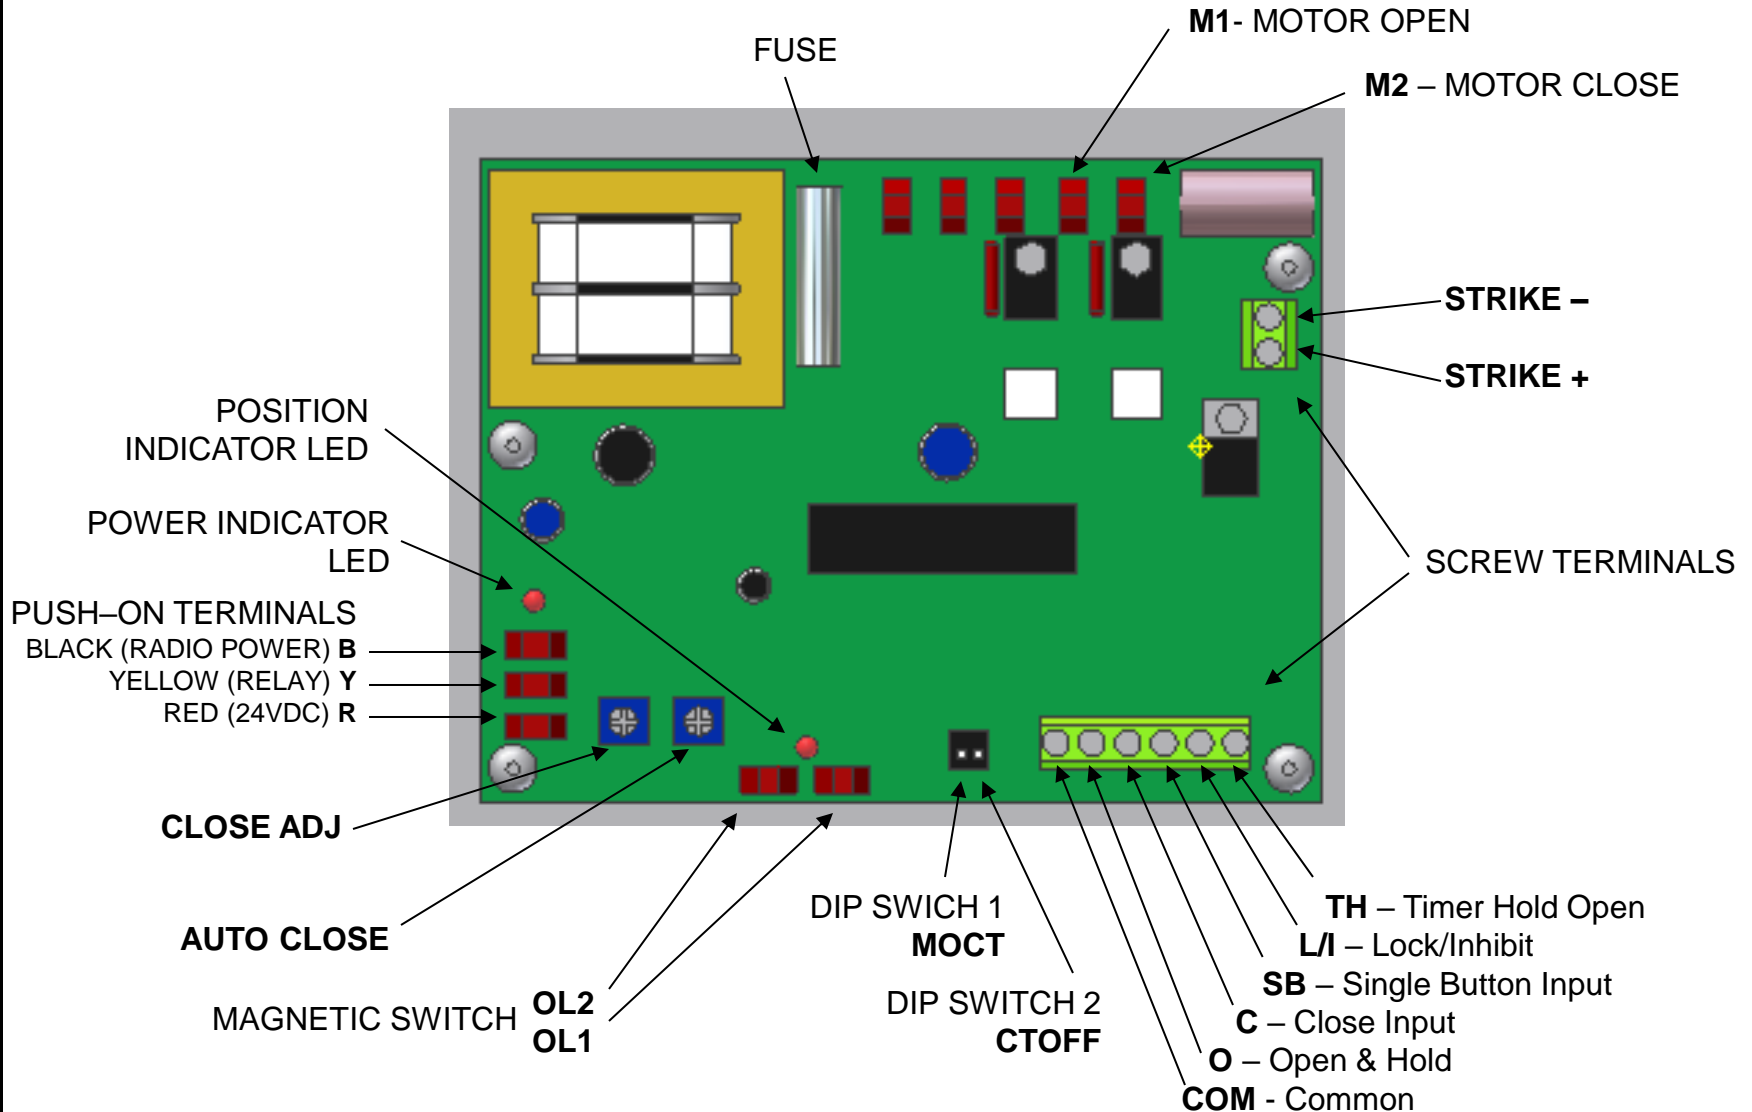 M1- MOTOR OPEN
FUSE
M2 – MOTOR CLOSE
STRIKE –
STRIKE +
POSITION
INDICATOR LED
POWER INDICATOR
LED
SCREW TERMINALS
PUSH–ON TERMINALS
BLACK (RADIO POWER) B
YELLOW (RELAY) Y
RED (24VDC) R
CLOSE ADJ
AUTO CLOSE
MAGNETIC SWITCH
OL2
OL1
DIP SWICH 1
MOCT
DIP SWITCH 2
CTOFF
TH – Timer Hold Open
L/I – Lock/Inhibit
SB – Single Button Input
C – Close Input
O – Open & Hold
COM - Common